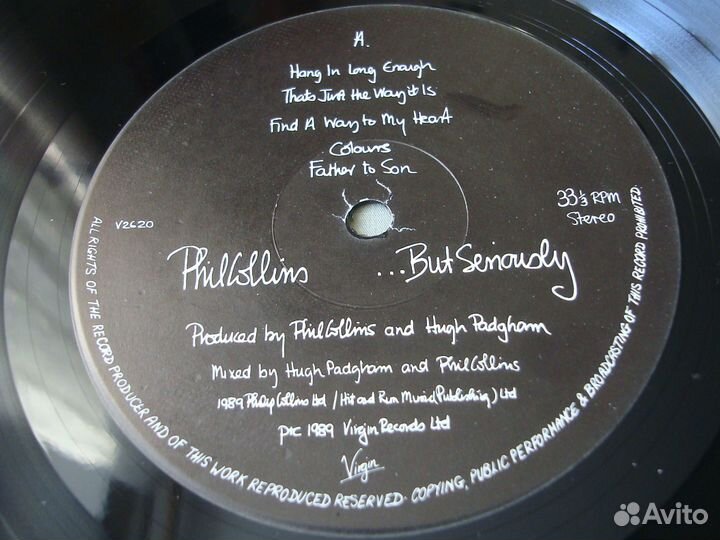 A.
Hang In Long Enough
Thats Just the Way it Is
Find A Way to My Heart
Colours
Father to Son
V2620
33⅓ RPM
Stereo
Phil Collins ...But Seriously
Produced by Phil Collins and Hugh Padgham
Mixed by Hugh Padgham and Phil Collins
1989 Philip Collins Ltd / Hit and Run Music (Publishing) Ltd
P+C 1989 Virgin Records Ltd
Virgin
ALL RIGHTS OF THE RECORD PRODUCER AND OF THIS WORK REPRODUCED RESERVED. COPYING, PUBLIC PERFORMANCE & BROADCASTING OF THIS RECORD PROHIBITED.
Avito